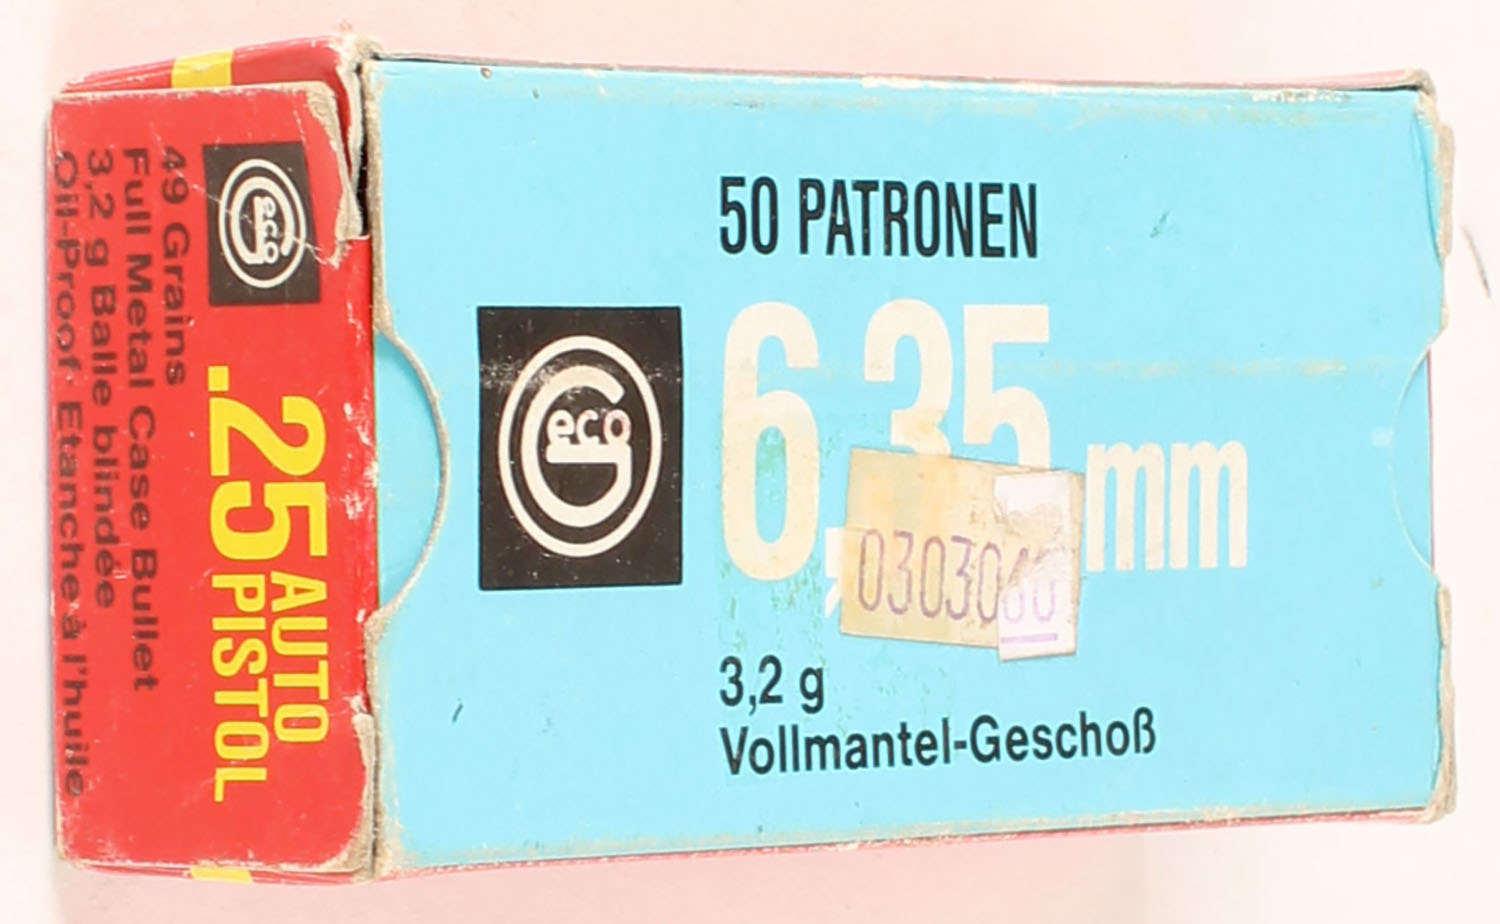 50 PATRONEN
Geco
6,35 mm
03030
3,2 g
Vollmantel-Geschoß
Geco
.25 AUTO
PISTOL
49 Grains
Full Metal Case Bullet
3,2 g Balle blindée
Oil-Proof · Etanche à l'huile